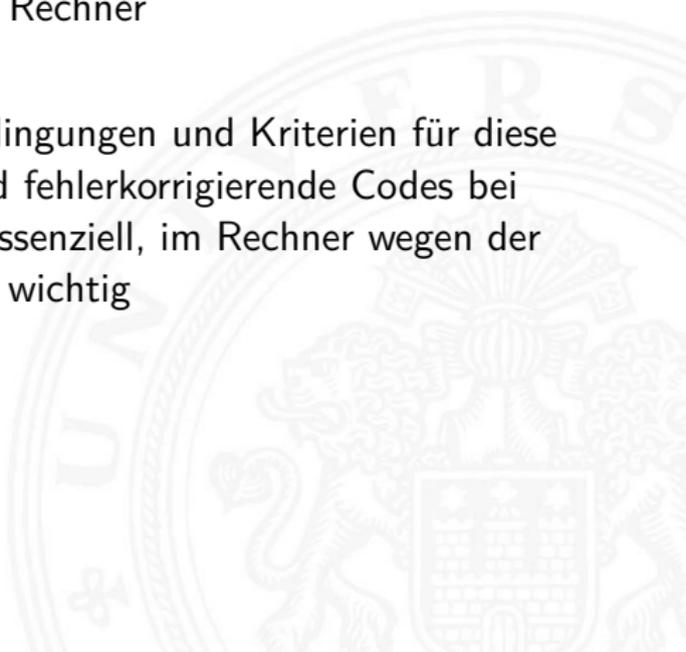 Rechner
lingungen und Kriterien für diese
d fehlerkorrigierende Codes bei
ssenziell, im Rechner wegen der
wichtig
U N I V E R S